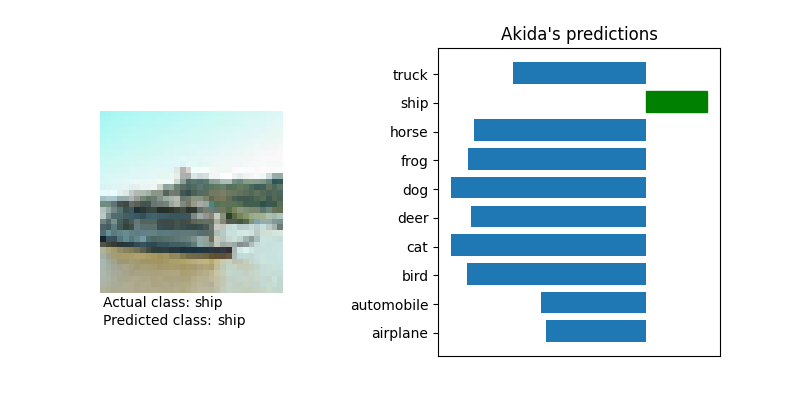 Akida's predictions
truck
ship
horse
frog
dog
deer
cat
bird
automobile
airplane
Actual class: ship
Predicted class: ship